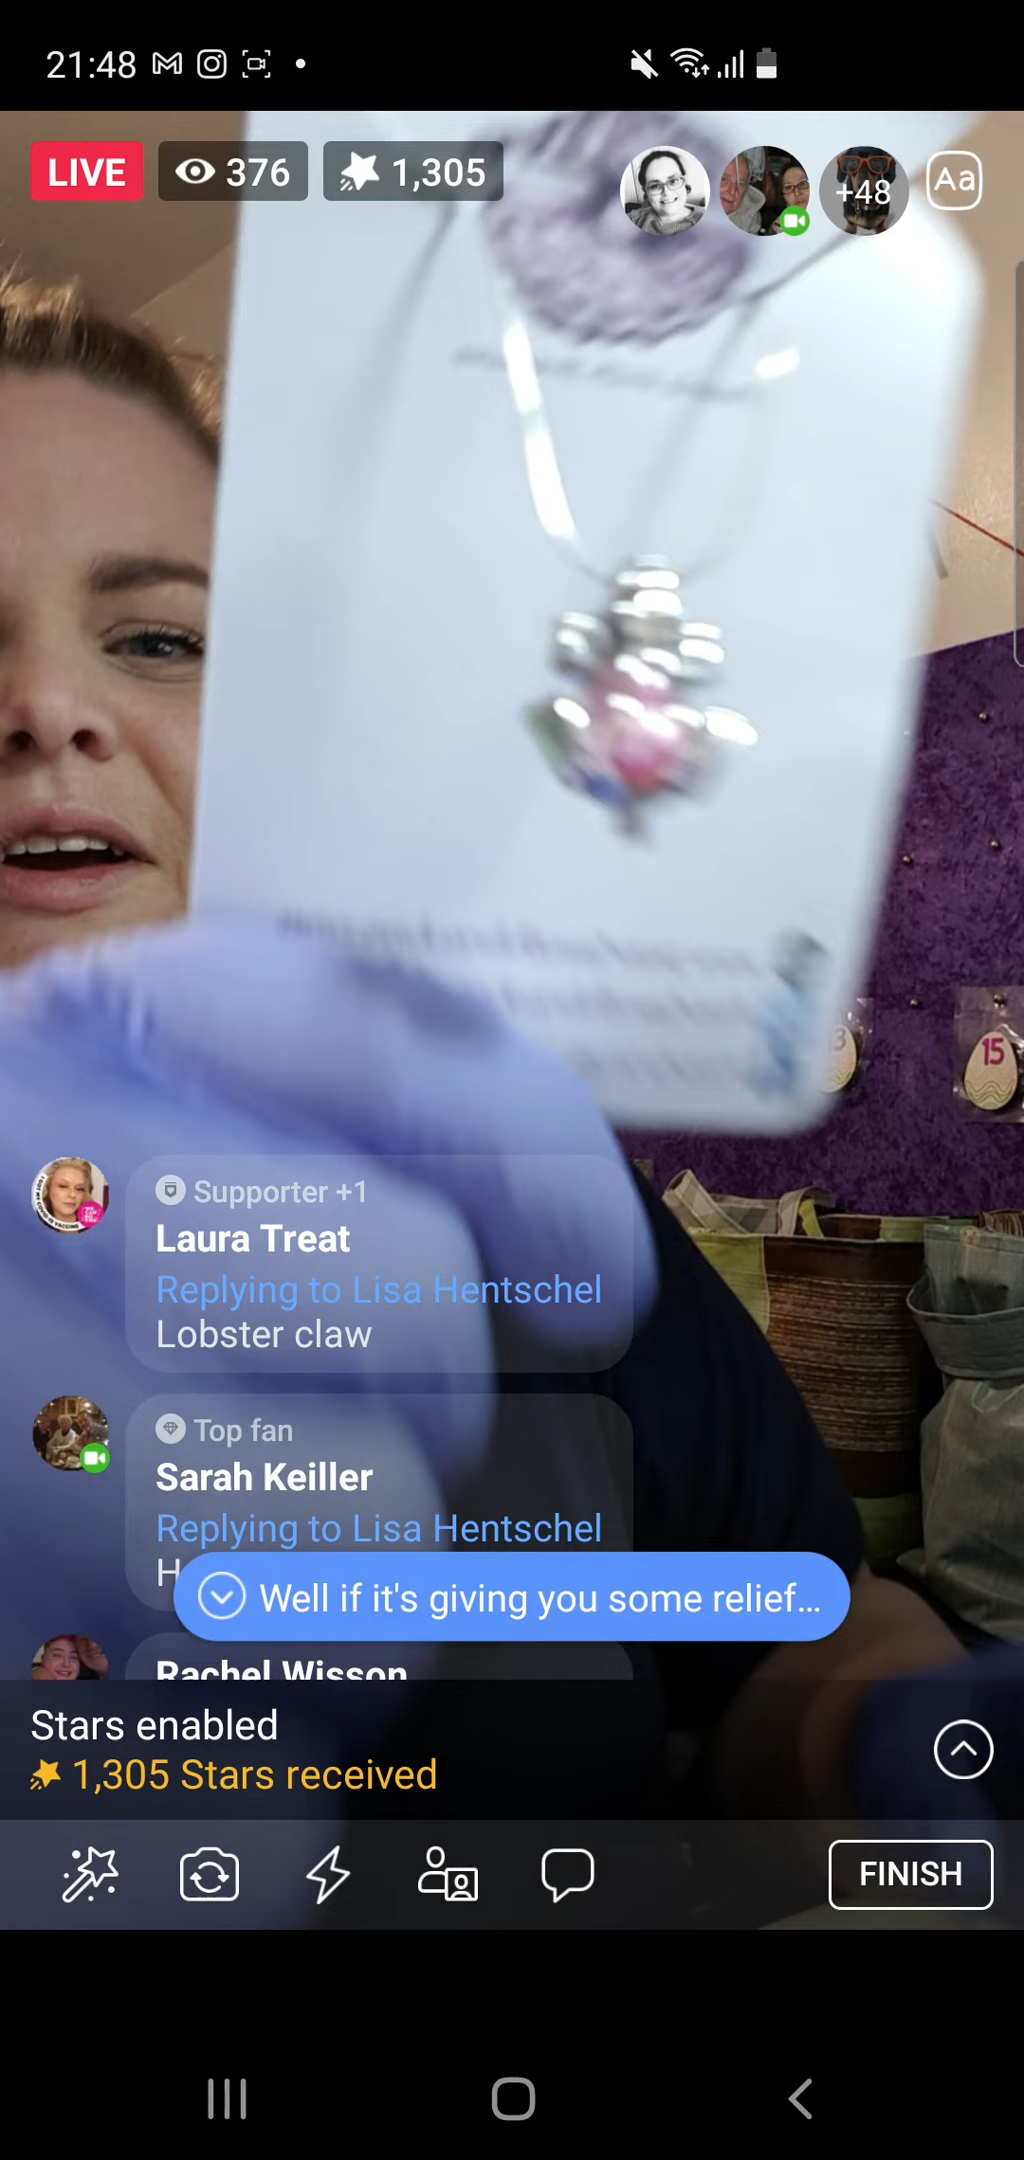 21:48
LIVE 376 1,305 +48 Aa
15
Supporter +1
Laura Treat
Replying to Lisa Hentschel
Lobster claw
Top fan
Sarah Keiller
Replying to Lisa Hentschel
Well if it's giving you some relief...
Rachel Wisson
Stars enabled
1,305 Stars received
FINISH